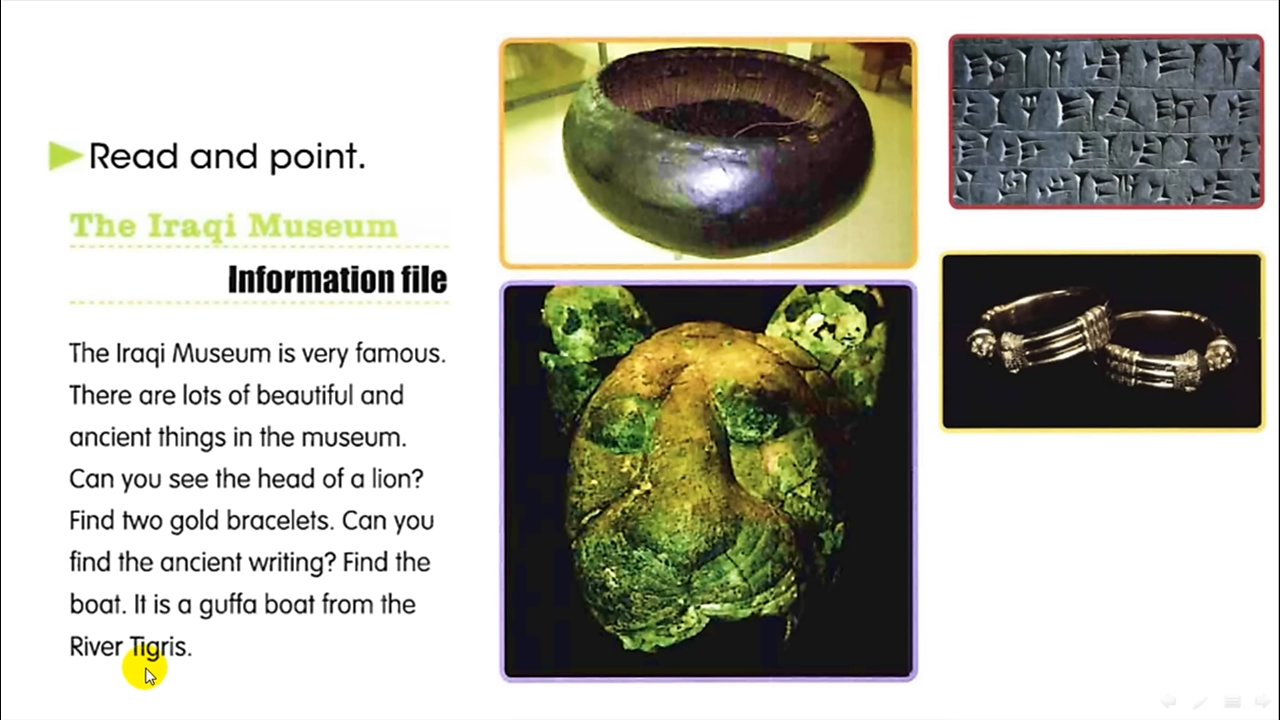 Read and point.
The Iraqi Museum
Information file
The Iraqi Museum is very famous.
There are lots of beautiful and
ancient things in the museum.
Can you see the head of a lion?
Find two gold bracelets. Can you
find the ancient writing? Find the
boat. It is a guffa boat from the
River Tigris.